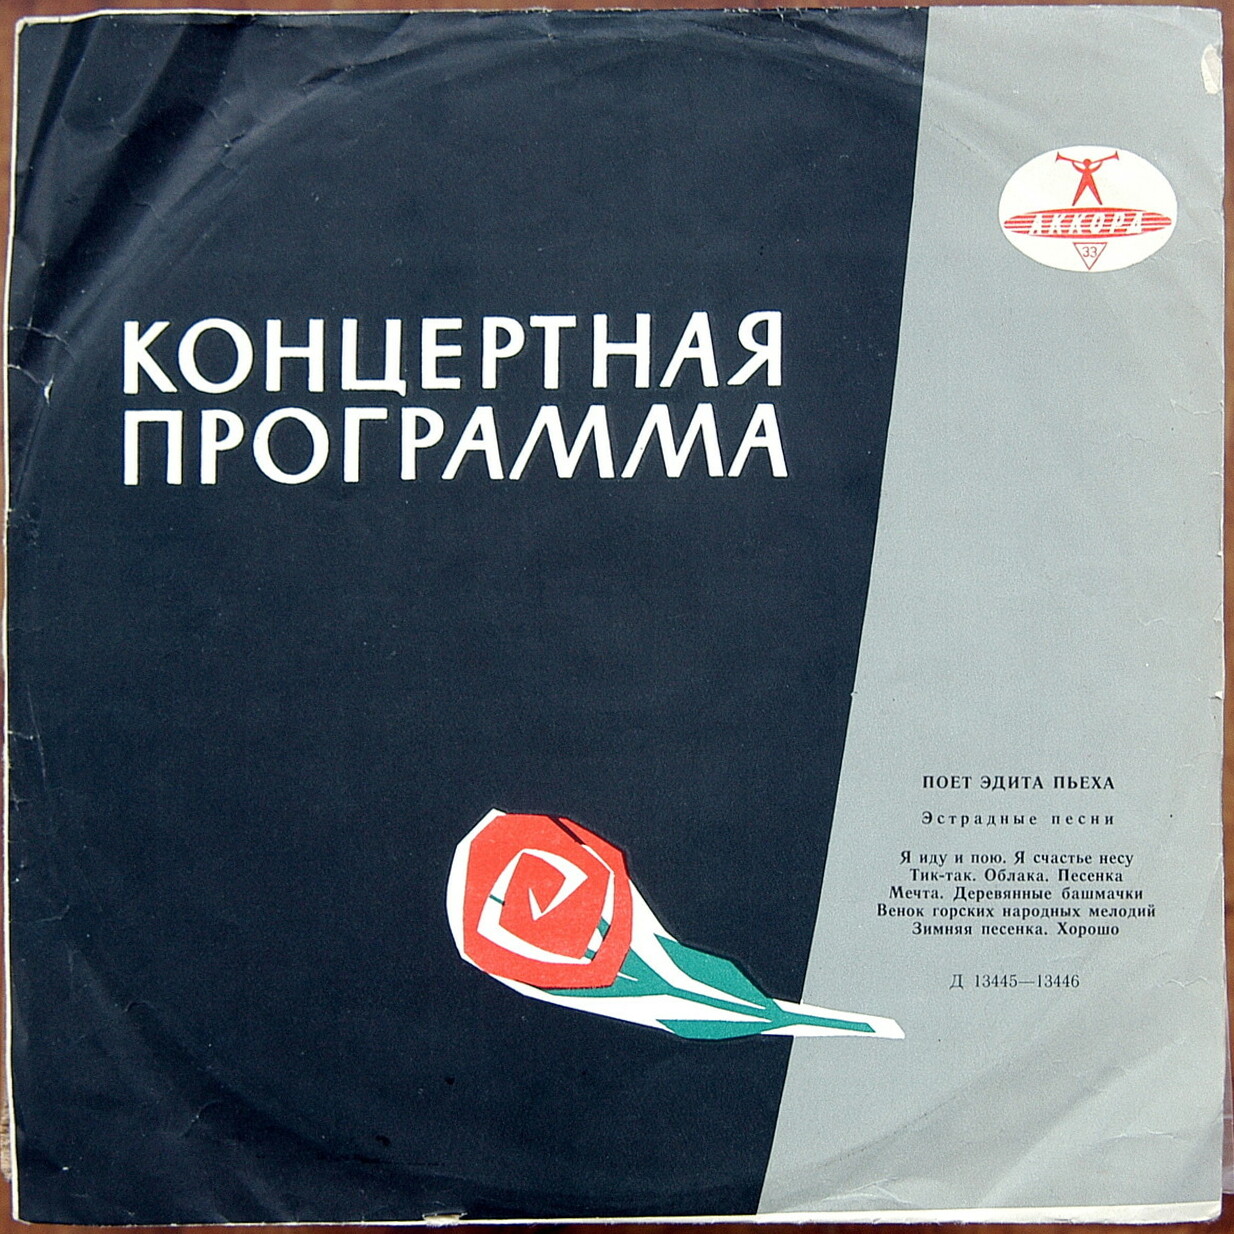 АККОРД
33
КОНЦЕРТНАЯ
ПРОГРАММА
ПОЕТ ЭДИТА ПЬЕХА
Эстрадные песни
Я иду и пою. Я счастье несу
Тик-так. Облака. Песенка
Мечта. Деревянные башмачки
Венок горских народных мелодий
Зимняя песенка. Хорошо
Д 13445—13446